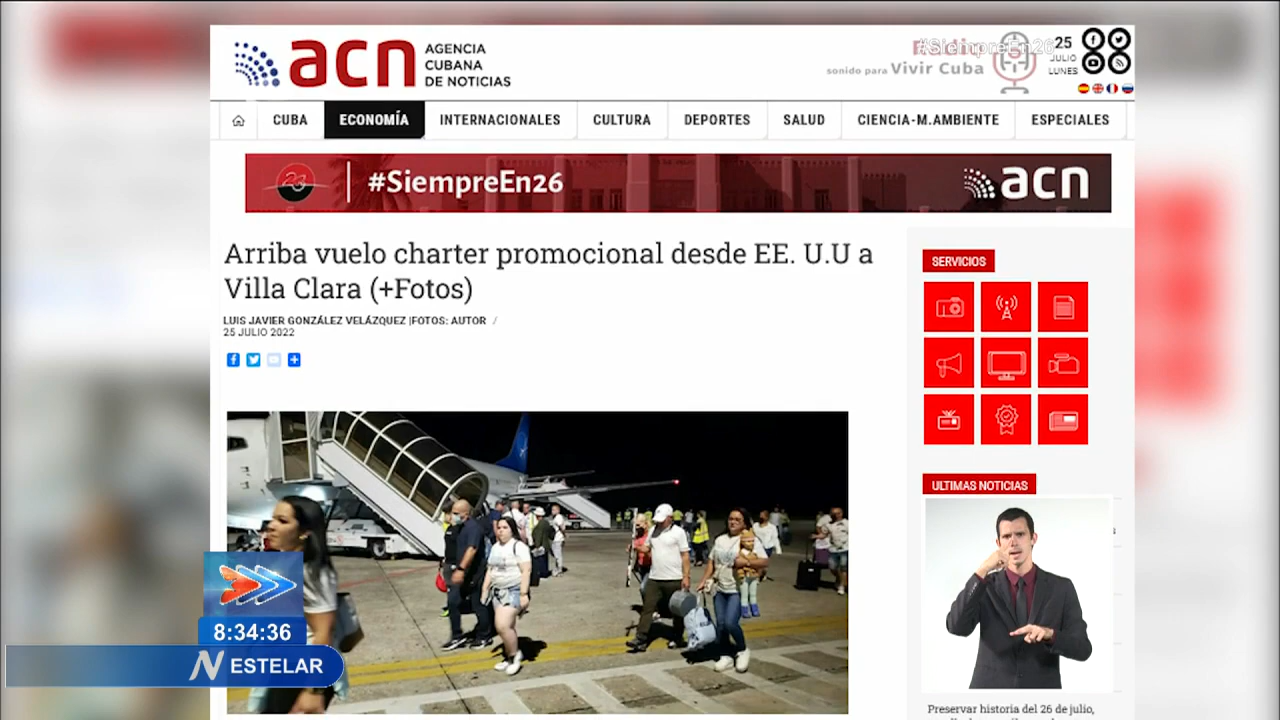 acn
AGENCIA
CUBANA
DE NOTICIAS
#SiempreEn26
sonido para Vivir Cuba
25
JULIO
LUNES
CUBA
ECONOMÍA
INTERNACIONALES
CULTURA
DEPORTES
SALUD
CIENCIA-M.AMBIENTE
ESPECIALES
26
#SiempreEn26
acn
Arriba vuelo charter promocional desde EE. U.U a
Villa Clara (+Fotos)
LUIS JAVIER GONZÁLEZ VELÁZQUEZ |FOTOS: AUTOR /
25 JULIO 2022
SERVICIOS
ULTIMAS NOTICIAS
8:34:36
N ESTELAR
Preservar historia del 26 de julio,